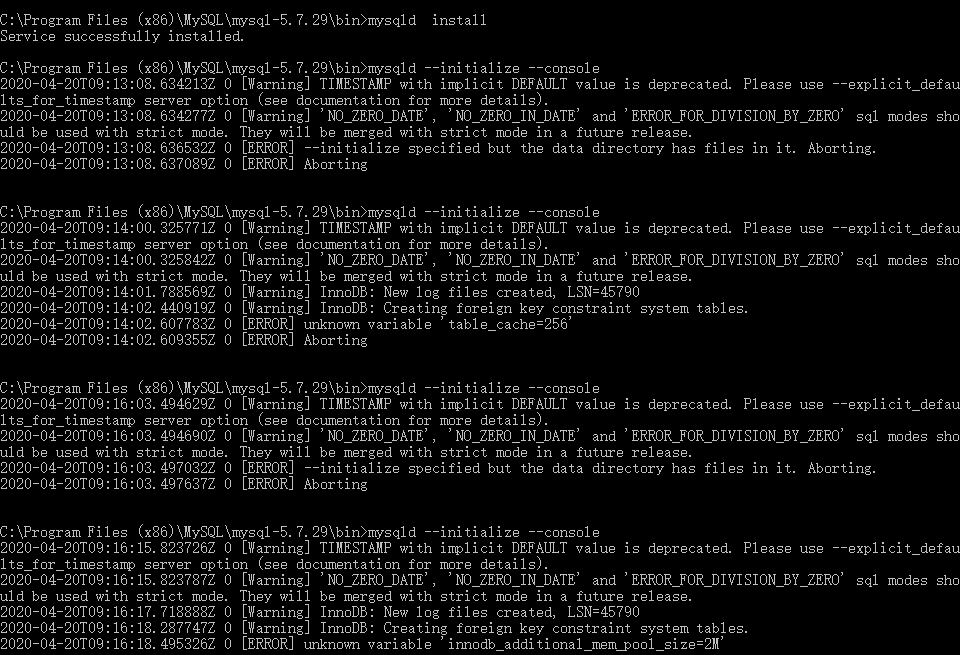 C:\Program Files (x86)\MySQL\mysql-5.7.29\bin>mysqld  install
Service successfully installed.
C:\Program Files (x86)\MySQL\mysql-5.7.29\bin>mysqld --initialize --console
2020-04-20T09:13:08.634213Z 0 [Warning] TIMESTAMP with implicit DEFAULT value is deprecated. Please use --explicit_defau
lts_for_timestamp server option (see documentation for more details).
2020-04-20T09:13:08.634277Z 0 [Warning] 'NO_ZERO_DATE', 'NO_ZERO_IN_DATE' and 'ERROR_FOR_DIVISION_BY_ZERO' sql modes sho
uld be used with strict mode. They will be merged with strict mode in a future release.
2020-04-20T09:13:08.636532Z 0 [ERROR] --initialize specified but the data directory has files in it. Aborting.
2020-04-20T09:13:08.637089Z 0 [ERROR] Aborting
C:\Program Files (x86)\MySQL\mysql-5.7.29\bin>mysqld --initialize --console
2020-04-20T09:14:00.325771Z 0 [Warning] TIMESTAMP with implicit DEFAULT value is deprecated. Please use --explicit_defau
lts_for_timestamp server option (see documentation for more details).
2020-04-20T09:14:00.325842Z 0 [Warning] 'NO_ZERO_DATE', 'NO_ZERO_IN_DATE' and 'ERROR_FOR_DIVISION_BY_ZERO' sql modes sho
uld be used with strict mode. They will be merged with strict mode in a future release.
2020-04-20T09:14:01.788569Z 0 [Warning] InnoDB: New log files created, LSN=45790
2020-04-20T09:14:02.440919Z 0 [Warning] InnoDB: Creating foreign key constraint system tables.
2020-04-20T09:14:02.607783Z 0 [ERROR] unknown variable 'table_cache=256'
2020-04-20T09:14:02.609355Z 0 [ERROR] Aborting
C:\Program Files (x86)\MySQL\mysql-5.7.29\bin>mysqld --initialize --console
2020-04-20T09:16:03.494629Z 0 [Warning] TIMESTAMP with implicit DEFAULT value is deprecated. Please use --explicit_defau
lts_for_timestamp server option (see documentation for more details).
2020-04-20T09:16:03.494690Z 0 [Warning] 'NO_ZERO_DATE', 'NO_ZERO_IN_DATE' and 'ERROR_FOR_DIVISION_BY_ZERO' sql modes sho
uld be used with strict mode. They will be merged with strict mode in a future release.
2020-04-20T09:16:03.497032Z 0 [ERROR] --initialize specified but the data directory has files in it. Aborting.
2020-04-20T09:16:03.497637Z 0 [ERROR] Aborting
C:\Program Files (x86)\MySQL\mysql-5.7.29\bin>mysqld --initialize --console
2020-04-20T09:16:15.823726Z 0 [Warning] TIMESTAMP with implicit DEFAULT value is deprecated. Please use --explicit_defau
lts_for_timestamp server option (see documentation for more details).
2020-04-20T09:16:15.823787Z 0 [Warning] 'NO_ZERO_DATE', 'NO_ZERO_IN_DATE' and 'ERROR_FOR_DIVISION_BY_ZERO' sql modes sho
uld be used with strict mode. They will be merged with strict mode in a future release.
2020-04-20T09:16:17.718888Z 0 [Warning] InnoDB: New log files created, LSN=45790
2020-04-20T09:16:18.287747Z 0 [Warning] InnoDB: Creating foreign key constraint system tables.
2020-04-20T09:16:18.495326Z 0 [ERROR] unknown variable 'innodb_additional_mem_pool_size=2M'